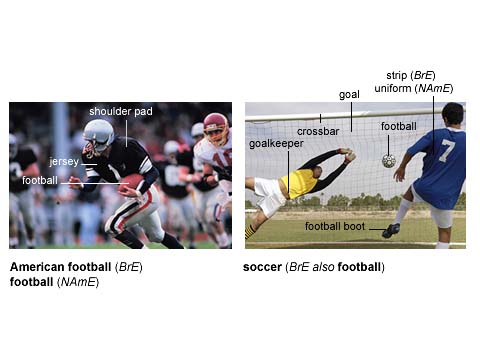 shoulder pad
jersey
football
American football (BrE)
football (NAmE)
strip (BrE)
uniform (NAmE)
goal
crossbar
football
goalkeeper
7
football boot
soccer (BrE also football)